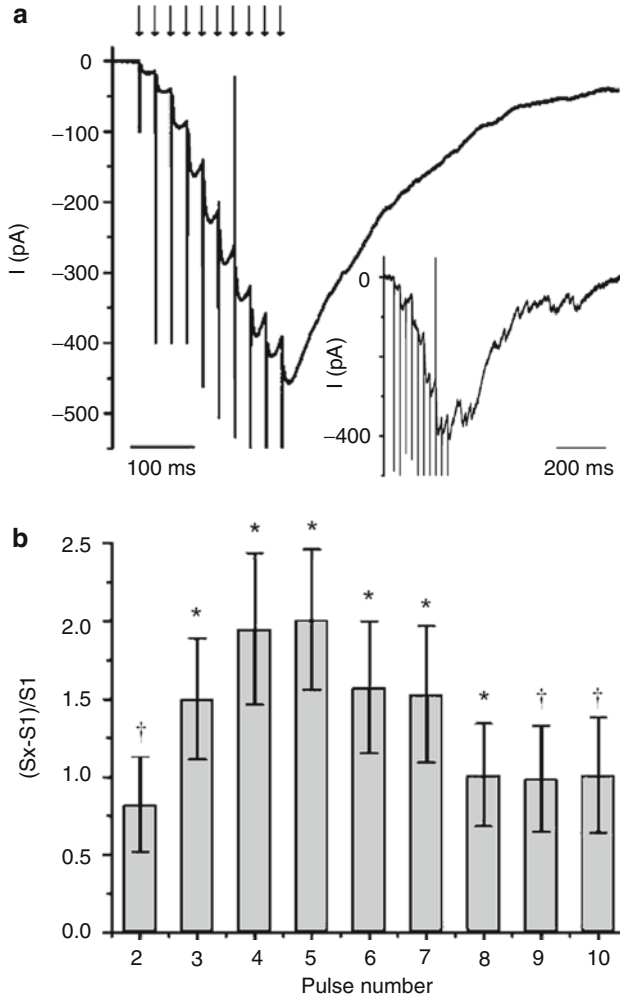 a
0
−100
−200
−300
−400
−500
I (pA)
100 ms
0
−400
I (pA)
200 ms
b
2.5
2.0
1.5
1.0
0.5
0.0
(Sx-S1)/S1
† * * * * * * † †
2 3 4 5 6 7 8 9 10
Pulse number